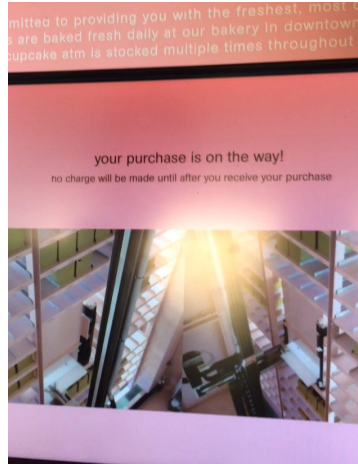 mitted to providing you with the freshest, most
s are baked fresh daily at our bakery in downtown
cupcake atm is stocked multiple times throughout
your purchase is on the way!
no charge will be made until after you receive your purchase